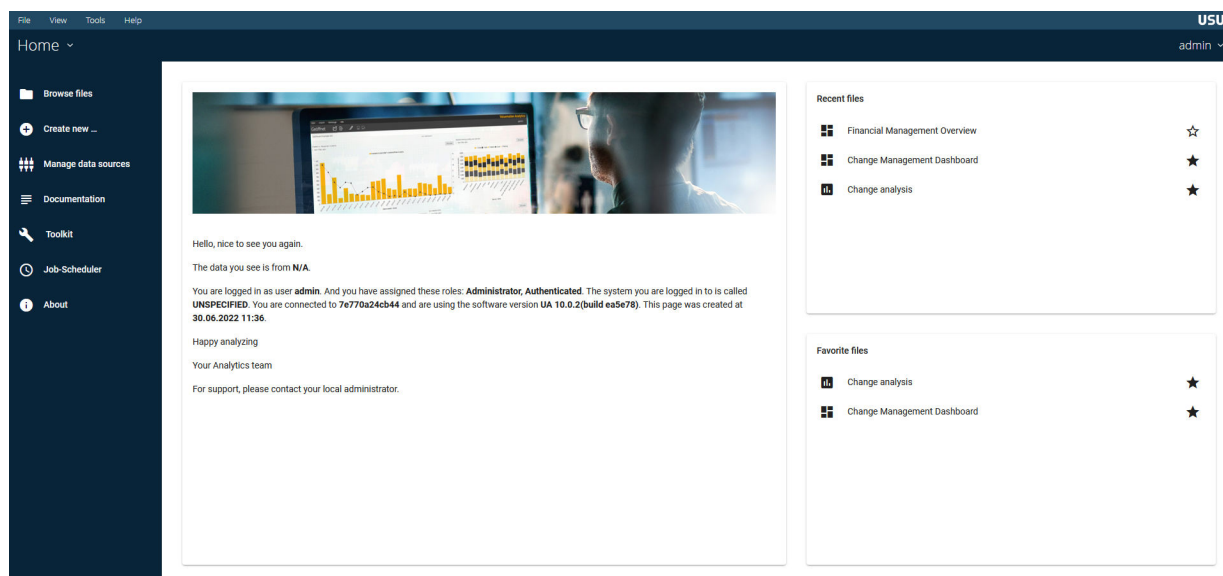 File View Tools Help
USU
Home
admin
Browse files
Create new ...
Manage data sources
Documentation
Toolkit
Job-Scheduler
About
Hello, nice to see you again.
The data you see is from N/A.
You are logged in as user admin. And you have assigned these roles: Administrator, Authenticated. The system you are logged in to is called
UNSPECIFIED. You are connected to 7e770a24cb44 and are using the software version UA 10.0.2(build ea5e78). This page was created at
30.06.2022 11:36.
Happy analyzing
Your Analytics team
For support, please contact your local administrator.
Recent files
Financial Management Overview
Change Management Dashboard
Change analysis
Favorite files
Change analysis
Change Management Dashboard